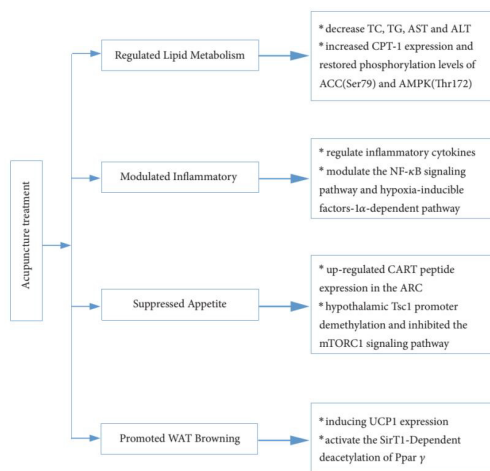 Acupuncture treatment
Regulated Lipid Metabolism
* decrease TC, TG, AST and ALT
* increased CPT-1 expression and
restored phosphorylation levels of
ACC(Ser79) and AMPK(Thr172)
Modulated Inflammatory
* regulate inflammatory cytokines
* modulate the NF-κB signaling
pathway and hypoxia-inducible
factors-1α-dependent pathway
Suppressed Appetite
* up-regulated CART peptide
expression in the ARC
* hypothalamic Tsc1 promoter
demethylation and inhibited the
mTORC1 signaling pathway
Promoted WAT Browning
* inducing UCP1 expression
* activate the SirT1-Dependent
deacetylation of Ppar γ